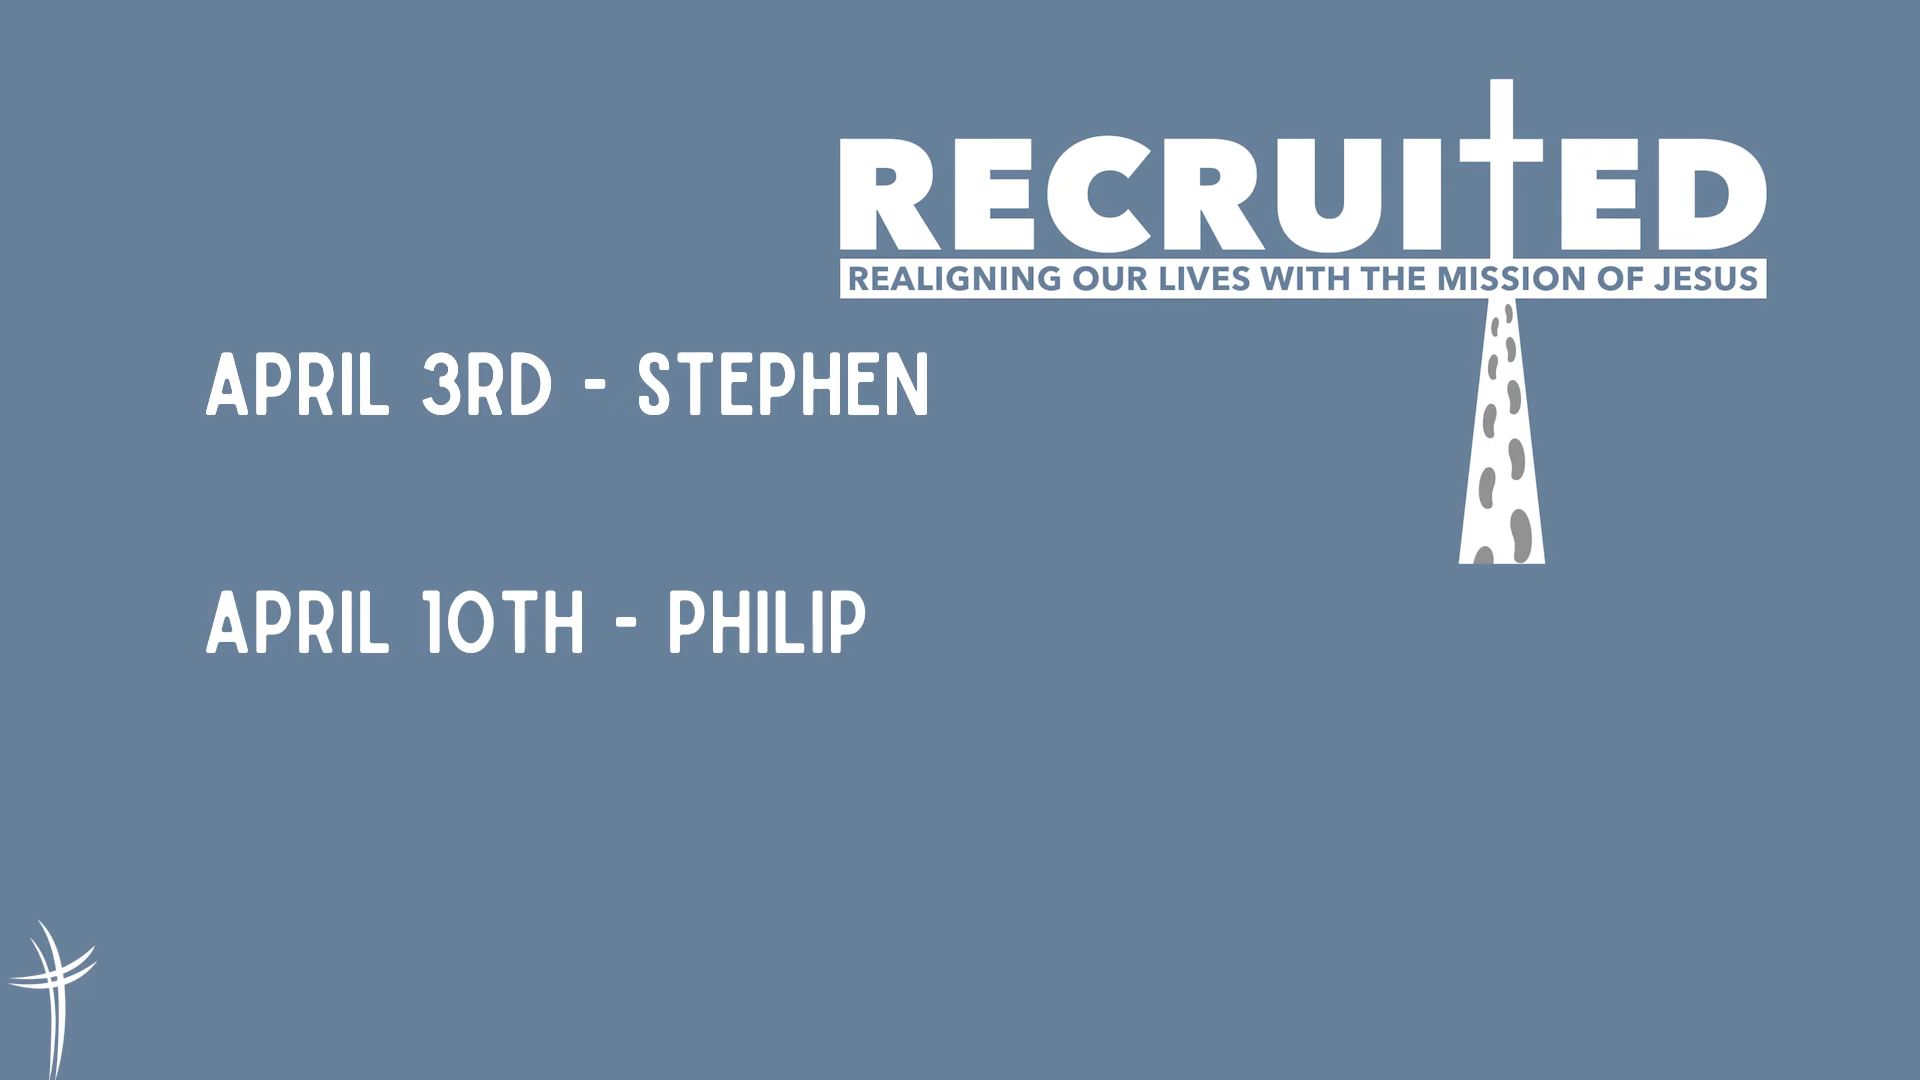 RECRUITED
REALIGNING OUR LIVES WITH THE MISSION OF JESUS
APRIL 3RD - STEPHEN
APRIL 10TH - PHILIP